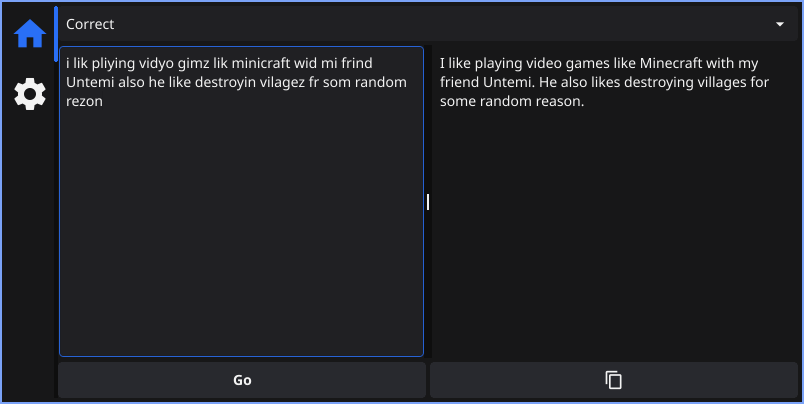 Correct
i lik pliying vidyo gimz lik minicraft wid mi frind
Untemi also he like destroyin vilagez fr som random
rezon
I like playing video games like Minecraft with my
friend Untemi. He also likes destroying villages for
some random reason.
Go